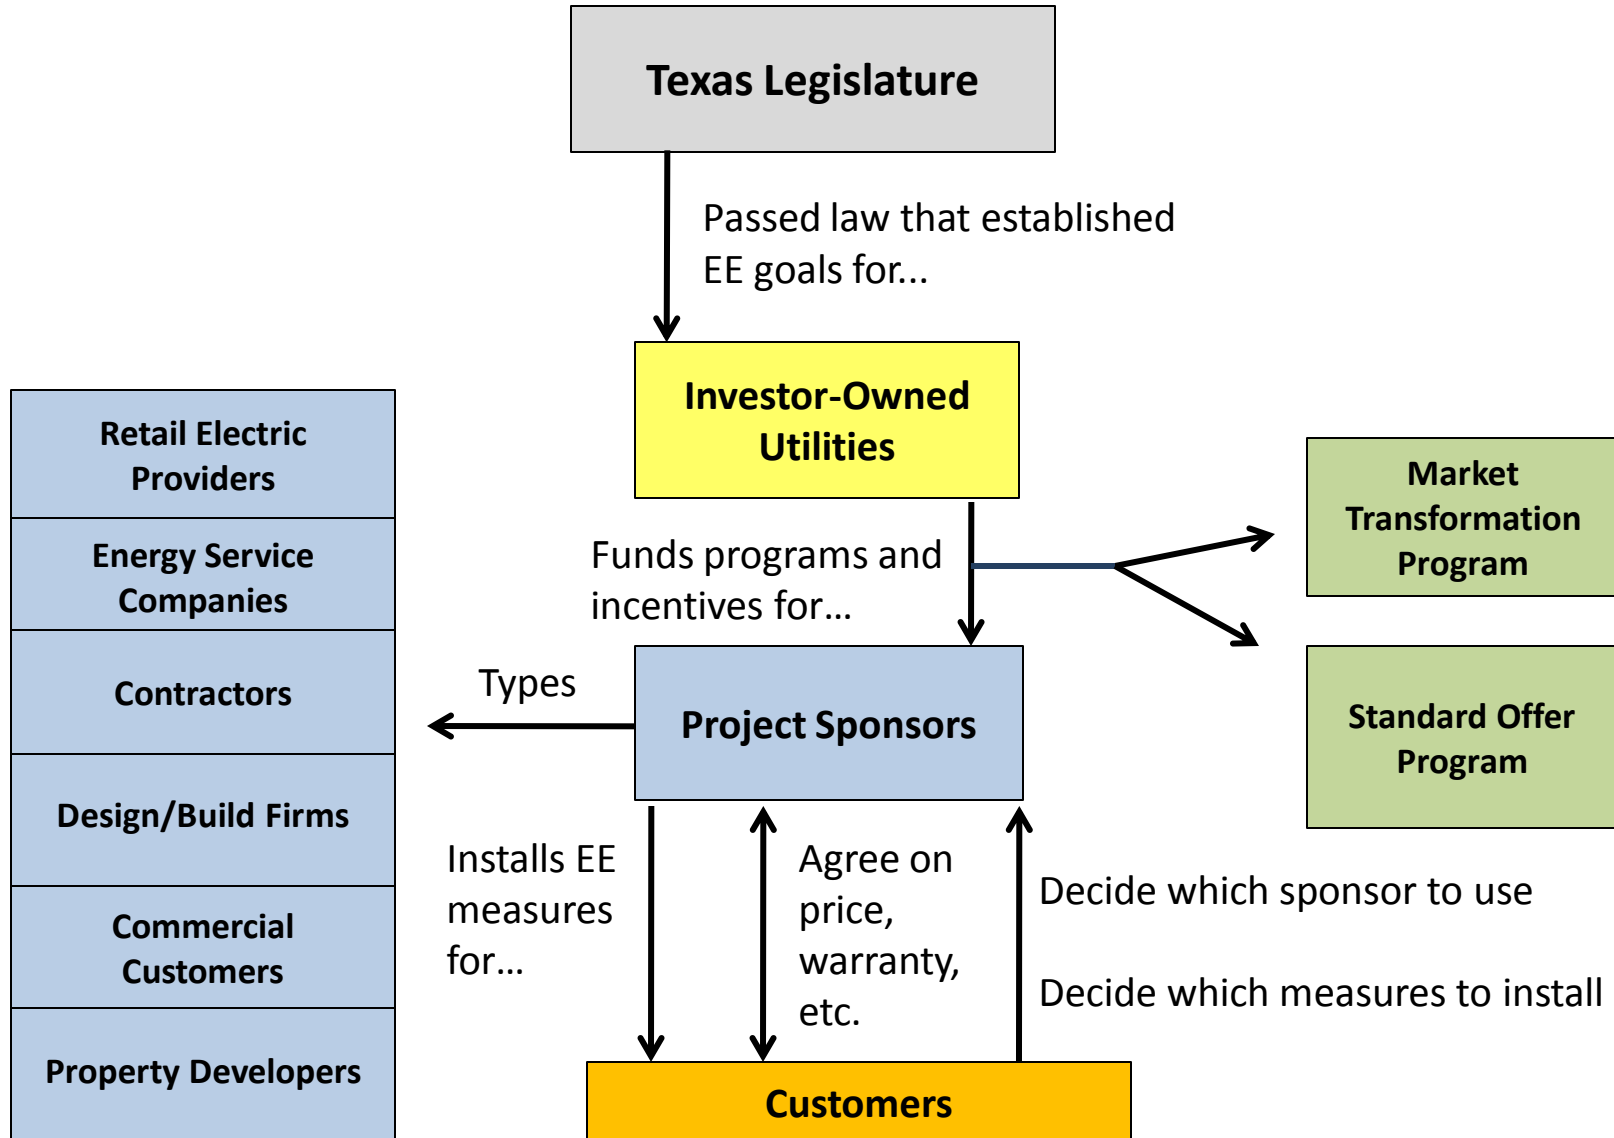 Texas Legislature
Passed law that established
EE goals for...
Investor-Owned
Utilities
Retail Electric
Providers
Energy Service
Companies
Contractors
Design/Build Firms
Commercial
Customers
Property Developers
Funds programs and
incentives for...
Market
Transformation
Program
Standard Offer
Program
Types
Project Sponsors
Installs EE
measures
for...
Agree on
price,
warranty,
etc.
Decide which sponsor to use
Decide which measures to install
Customers